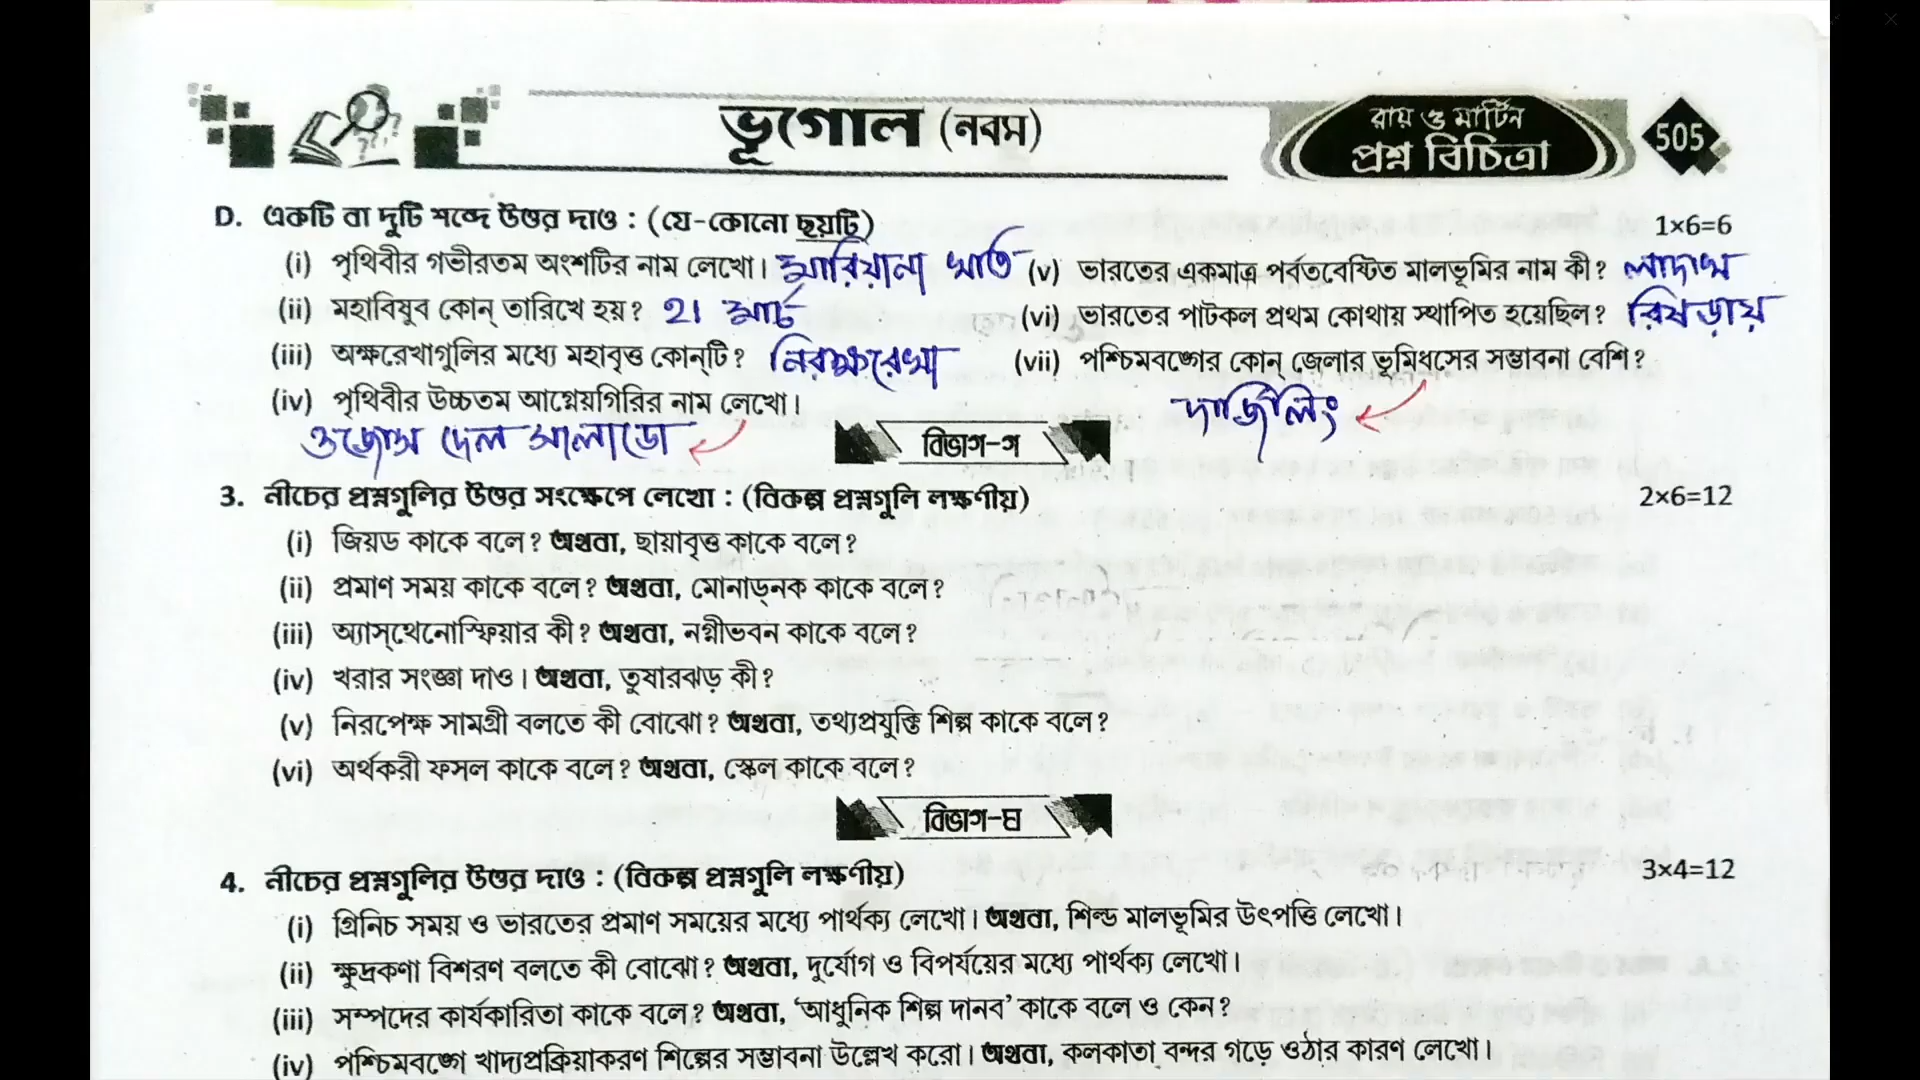 ভূগোল (নবম)
রায় ও মার্টিন
প্রশ্ন বিচিত্রা
505
D. একটি বা দুটি শব্দে উত্তর দাও : (যে-কোনো ছয়টি) 1×6=6
(i) পৃথিবীর গভীরতম অংশটির নাম লেখো। মারিয়ানা খাত
(v) ভারতের একমাত্র পর্বতবেষ্টিত মালভূমির নাম কী? লাদাখ
(ii) মহাবিষুব কোন্ তারিখে হয়? 21 মার্চ
(vi) ভারতের পাটকল প্রথম কোথায় স্থাপিত হয়েছিল? রিষড়ায়
(iii) অক্ষরেখাগুলির মধ্যে মহাবৃত্ত কোন্‌টি? নিরক্ষরেখা
(vii) পশ্চিমবঙ্গের কোন্ জেলার ভূমিধসের সম্ভাবনা বেশি?
(iv) পৃথিবীর উচ্চতম আগ্নেয়গিরির নাম লেখো।
দার্জিলিং
ওজোস দেল সালাডো
বিভাগ-গ
3. নীচের প্রশ্নগুলির উত্তর সংক্ষেপে লেখো : (বিকল্প প্রশ্নগুলি লক্ষণীয়) 2×6=12
(i) জিয়ড কাকে বলে? অথবা, ছায়াবৃত্ত কাকে বলে?
(ii) প্রমাণ সময় কাকে বলে? অথবা, মোনাড্‌নক কাকে বলে?
(iii) অ্যাস্‌থেনোস্ফিয়ার কী? অথবা, নগ্নীভবন কাকে বলে?
(iv) খরার সংজ্ঞা দাও। অথবা, তুষারঝড় কী?
(v) নিরপেক্ষ সামগ্রী বলতে কী বোঝো? অথবা, তথ্যপ্রযুক্তি শিল্প কাকে বলে?
(vi) অর্থকরী ফসল কাকে বলে? অথবা, স্কেল কাকে বলে?
বিভাগ-ঘ
4. নীচের প্রশ্নগুলির উত্তর দাও : (বিকল্প প্রশ্নগুলি লক্ষণীয়) 3×4=12
(i) গ্রিনিচ সময় ও ভারতের প্রমাণ সময়ের মধ্যে পার্থক্য লেখো। অথবা, শিল্ড মালভূমির উৎপত্তি লেখো।
(ii) ক্ষুদ্রকণা বিশরণ বলতে কী বোঝো? অথবা, দুর্যোগ ও বিপর্যয়ের মধ্যে পার্থক্য লেখো।
(iii) সম্পদের কার্যকারিতা কাকে বলে? অথবা, ‘আধুনিক শিল্প দানব’ কাকে বলে ও কেন?
(iv) পশ্চিমবঙ্গে খাদ্যপ্রক্রিয়াকরণ শিল্পের সম্ভাবনা উল্লেখ করো। অথবা, কলকাতা বন্দর গড়ে ওঠার কারণ লেখো।